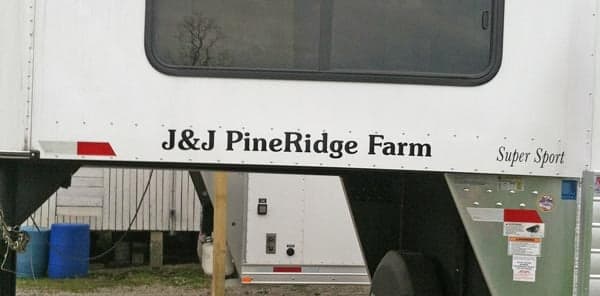 J&J PineRidge Farm
Super Sport